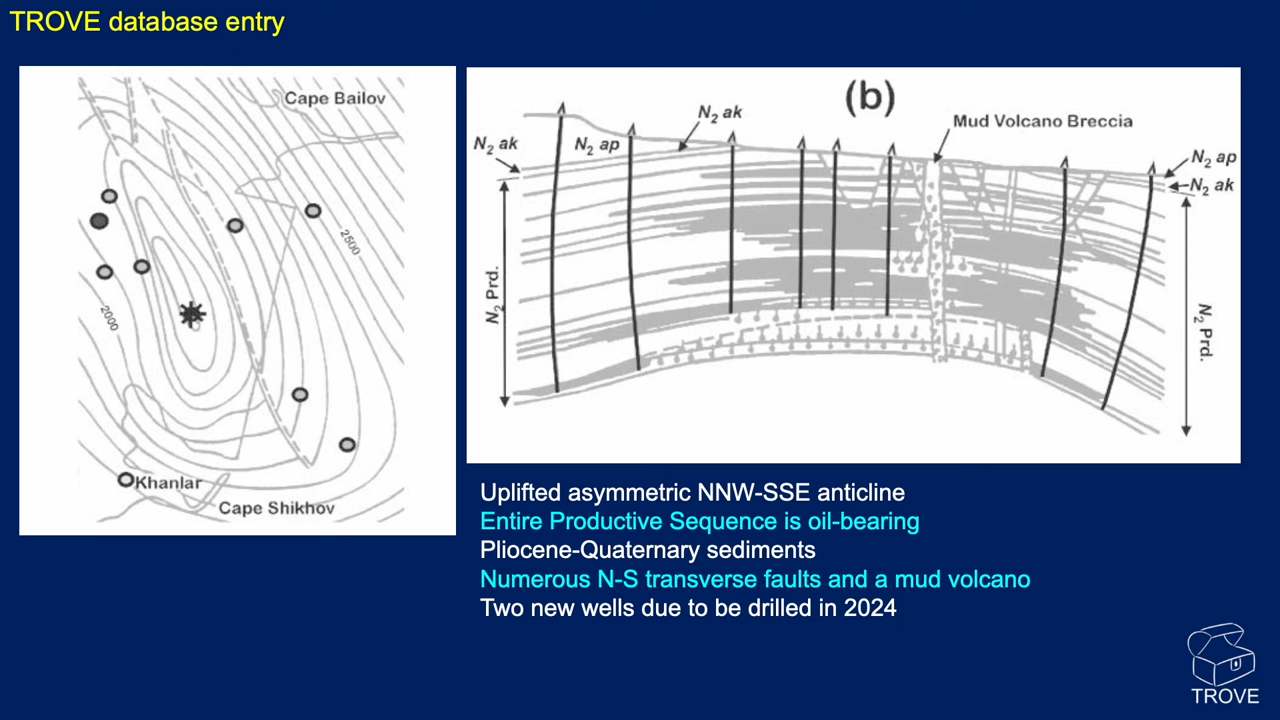 TROVE database entry
Cape Bailov
2500
2000
Khanlar
Cape Shikhov
(b)
N2 ak
Mud Volcano Breccia
N2 ak
N2 ap
N2 ap
N2 ak
N2 Prd.
N2 Prd.
Uplifted asymmetric NNW-SSE anticline
Entire Productive Sequence is oil-bearing
Pliocene-Quaternary sediments
Numerous N-S transverse faults and a mud volcano
Two new wells due to be drilled in 2024
TROVE